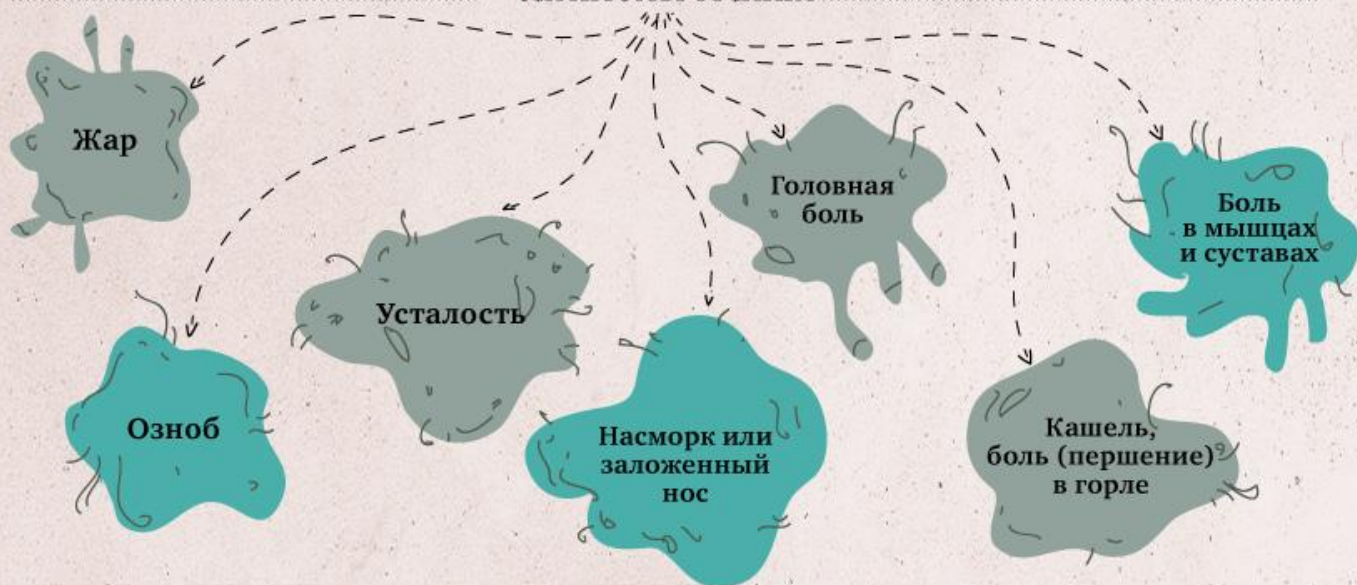 Жар
Головная
боль
Боль
в мышцах
и суставах
Усталость
Озноб
Насморк или
заложенный
нос
Кашель,
боль (першение)
в горле